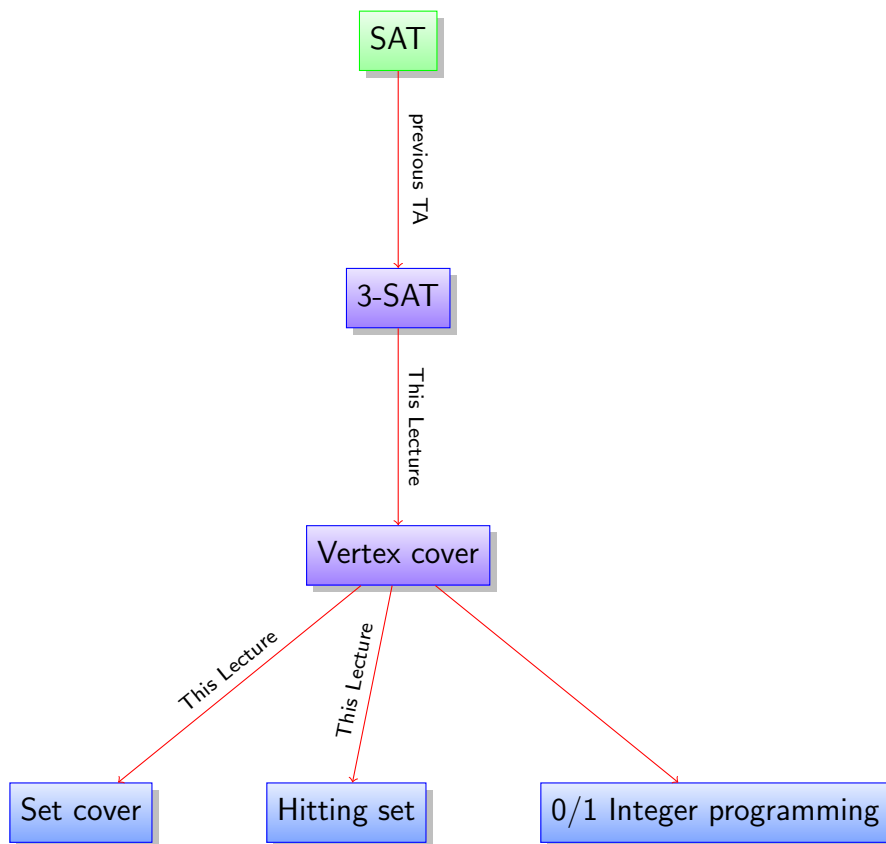 SAT
previous TA
3-SAT
This Lecture
Vertex cover
This Lecture
This Lecture
Set cover
Hitting set
0/1 Integer programming